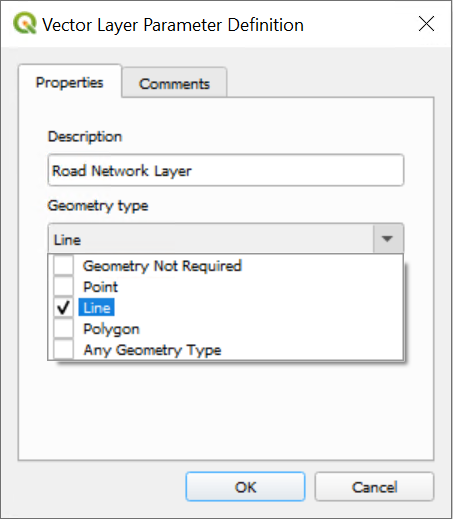 Vector Layer Parameter Definition
Properties
Comments
Description
Road Network Layer
Geometry type
Line
Geometry Not Required
Point
Line
Polygon
Any Geometry Type
OK
Cancel